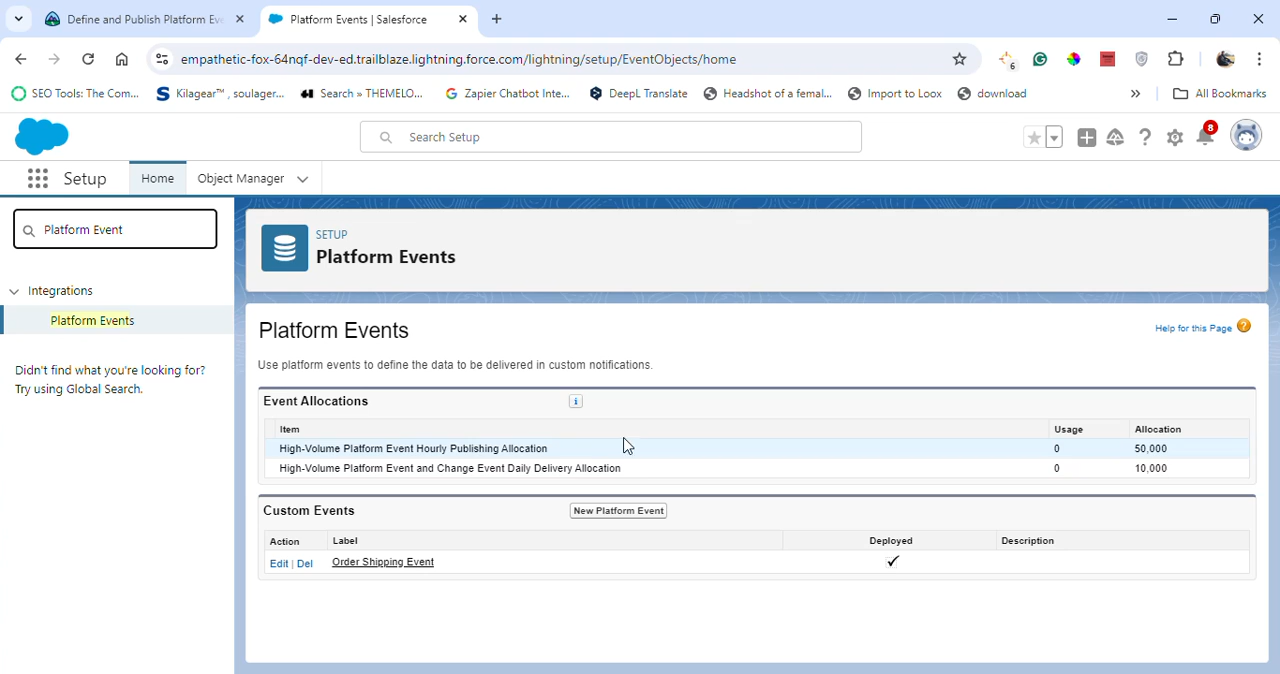 Define and Publish Platform Eve
Platform Events | Salesforce
empathetic-fox-64nqf-dev-ed.trailblaze.lightning.force.com/lightning/setup/EventObjects/home
6
SEO Tools: The Com...
Kilagear™ , soulager...
Search » THEMELO...
Zapier Chatbot Inte...
DeepL Translate
Headshot of a femal...
Import to Loox
download
»
All Bookmarks
Search Setup
8
Setup
Home
Object Manager
Platform Event
Integrations
Platform Events
Didn't find what you're looking for?
Try using Global Search.
SETUP
Platform Events
Platform Events
Help for this Page ?
Use platform events to define the data to be delivered in custom notifications.
Event Allocations
i
Item Usage Allocation
High-Volume Platform Event Hourly Publishing Allocation 0 50,000
High-Volume Platform Event and Change Event Daily Delivery Allocation 0 10,000
Custom Events
New Platform Event
Action Label Deployed Description
Edit | Del Order Shipping Event